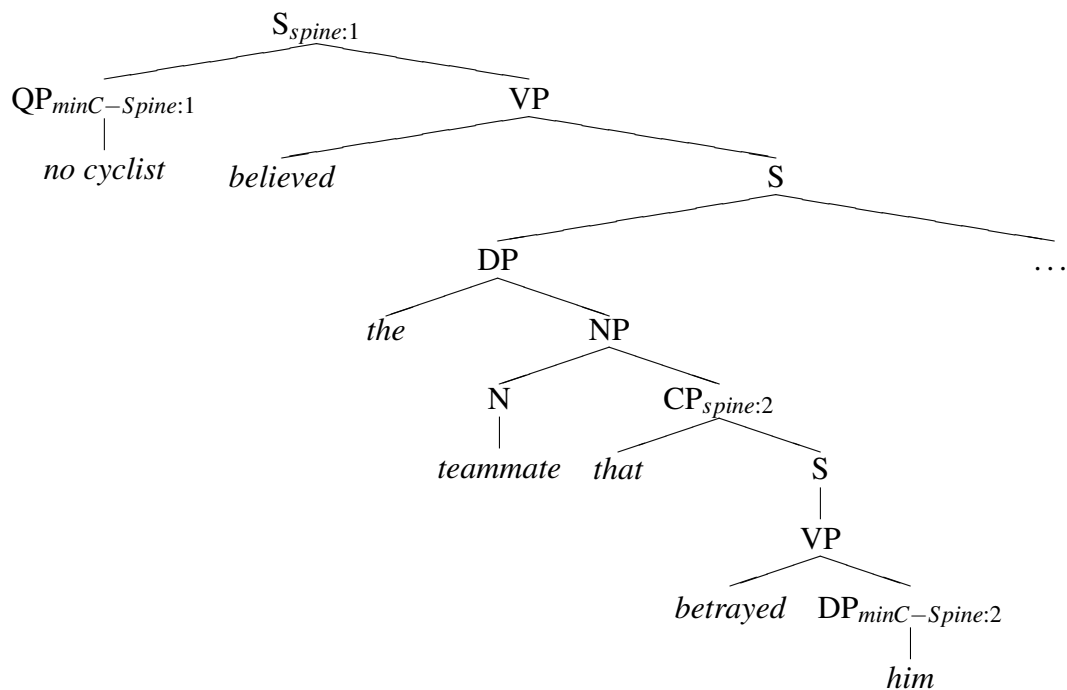 S_spine:1
QP_minC−Spine:1 VP
no cyclist believed S
DP ...
the NP
N CP_spine:2
teammate that S
VP
betrayed DP_minC−Spine:2
him